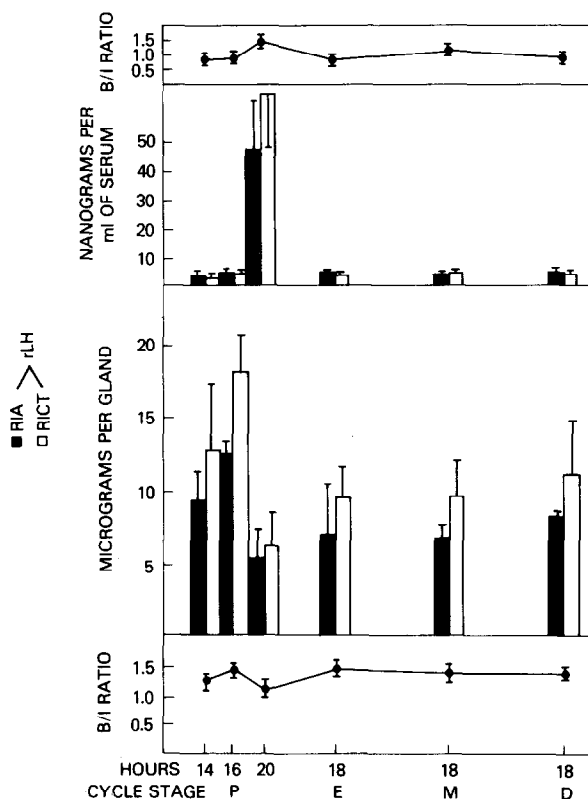 B/I RATIO
1.5
1.0
0.5
NANOGRAMS PER
ml OF SERUM
50
40
30
20
10
■ RIA
□ RICT
> rLH
MICROGRAMS PER GLAND
20
15
10
5
B/I RATIO
1.5
1.0
0.5
HOURS 14 16 20 18 18 18
CYCLE STAGE P E M D